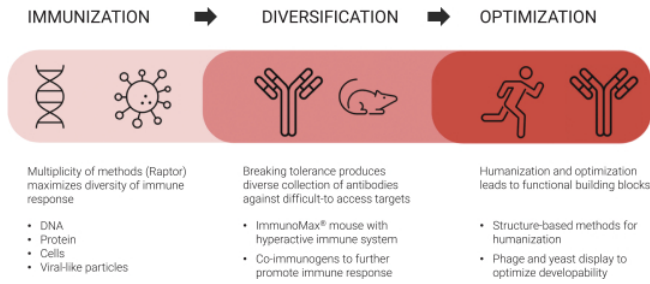 IMMUNIZATION
DIVERSIFICATION
OPTIMIZATION
Multiplicity of methods (Raptor)
maximizes diversity of immune
response
• DNA
• Protein
• Cells
• Viral-like particles
Breaking tolerance produces
diverse collection of antibodies
against difficult-to access targets
• ImmunoMax® mouse with
hyperactive immune system
• Co-immunogens to further
promote immune response
Humanization and optimization
leads to functional building blocks
• Structure-based methods for
humanization
• Phage and yeast display to
optimize developability